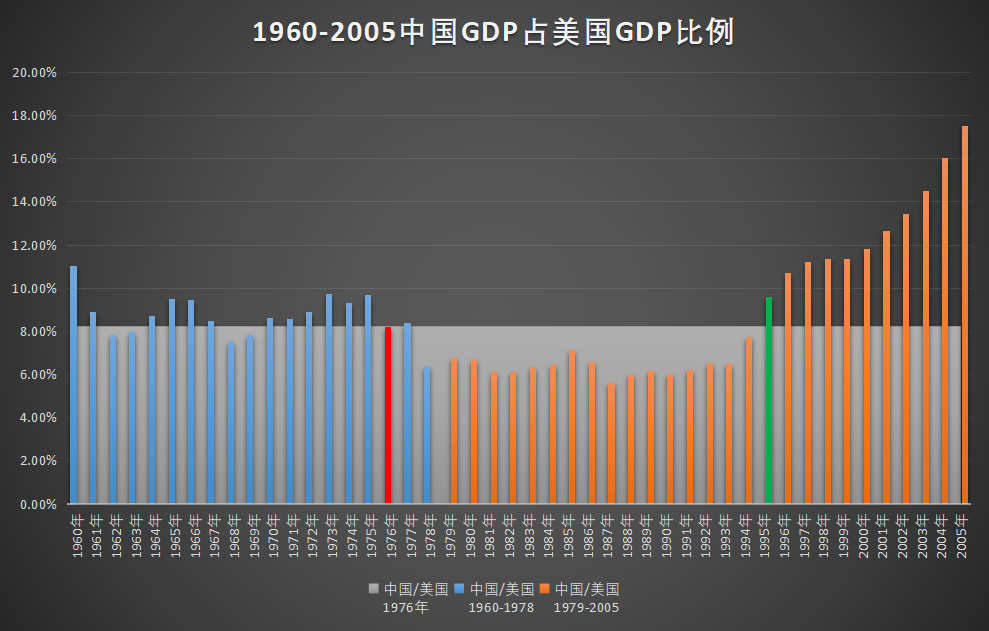 1960-2005中国GDP占美国GDP比例
20.00%
18.00%
16.00%
14.00%
12.00%
10.00%
8.00%
6.00%
4.00%
2.00%
0.00%
1960年
1961年
1962年
1963年
1964年
1965年
1966年
1967年
1968年
1969年
1970年
1971年
1972年
1973年
1974年
1975年
1976年
1977年
1978年
1979年
1980年
1981年
1982年
1983年
1984年
1985年
1986年
1987年
1988年
1989年
1990年
1991年
1992年
1993年
1994年
1995年
1996年
1997年
1998年
1999年
2000年
2001年
2002年
2003年
2004年
2005年
中国/美国
1976年
中国/美国
1960-1978
中国/美国
1979-2005